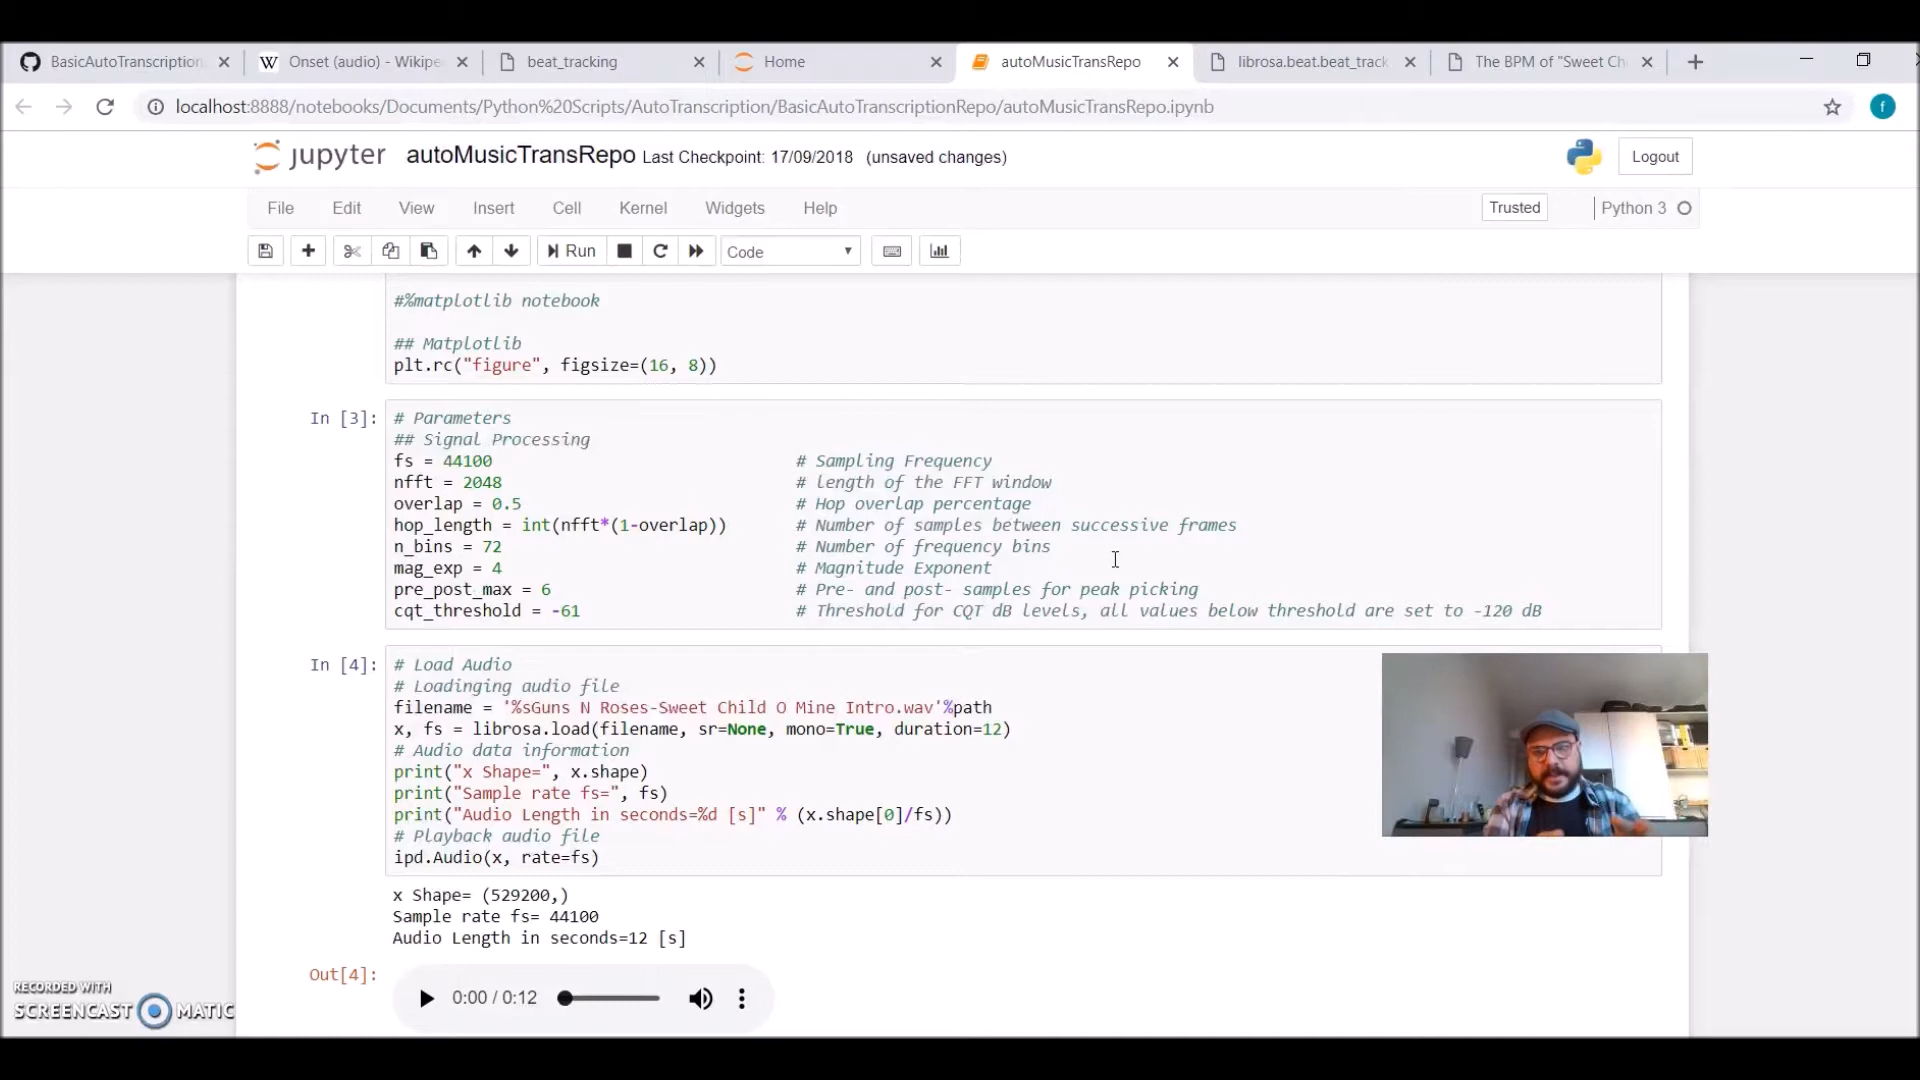 BasicAutoTranscription
Onset (audio) - Wikipe
beat_tracking
Home
autoMusicTransRepo
librosa.beat.beat_track
The BPM of "Sweet Ch
localhost:8888/notebooks/Documents/Python%20Scripts/AutoTranscription/BasicAutoTranscriptionRepo/autoMusicTransRepo.ipynb
f
jupyter autoMusicTransRepo Last Checkpoint: 17/09/2018 (unsaved changes)
Logout
File Edit View Insert Cell Kernel Widgets Help
Trusted
Python 3
Run
Code
#%matplotlib notebook
## Matplotlib
plt.rc("figure", figsize=(16, 8))
In [3]:
# Parameters
## Signal Processing
fs = 44100 # Sampling Frequency
nfft = 2048 # length of the FFT window
overlap = 0.5 # Hop overlap percentage
hop_length = int(nfft*(1-overlap)) # Number of samples between successive frames
n_bins = 72 # Number of frequency bins
mag_exp = 4 # Magnitude Exponent
pre_post_max = 6 # Pre- and post- samples for peak picking
cqt_threshold = -61 # Threshold for CQT dB levels, all values below threshold are set to -120 dB
In [4]:
# Load Audio
# Loadinging audio file
filename = '%sGuns N Roses-Sweet Child O Mine Intro.wav'%path
x, fs = librosa.load(filename, sr=None, mono=True, duration=12)
# Audio data information
print("x Shape=", x.shape)
print("Sample rate fs=", fs)
print("Audio Length in seconds=%d [s]" % (x.shape[0]/fs))
# Playback audio file
ipd.Audio(x, rate=fs)
x Shape= (529200,)
Sample rate fs= 44100
Audio Length in seconds=12 [s]
Out[4]:
0:00 / 0:12
RECORDED WITH
SCREENCAST MATIC